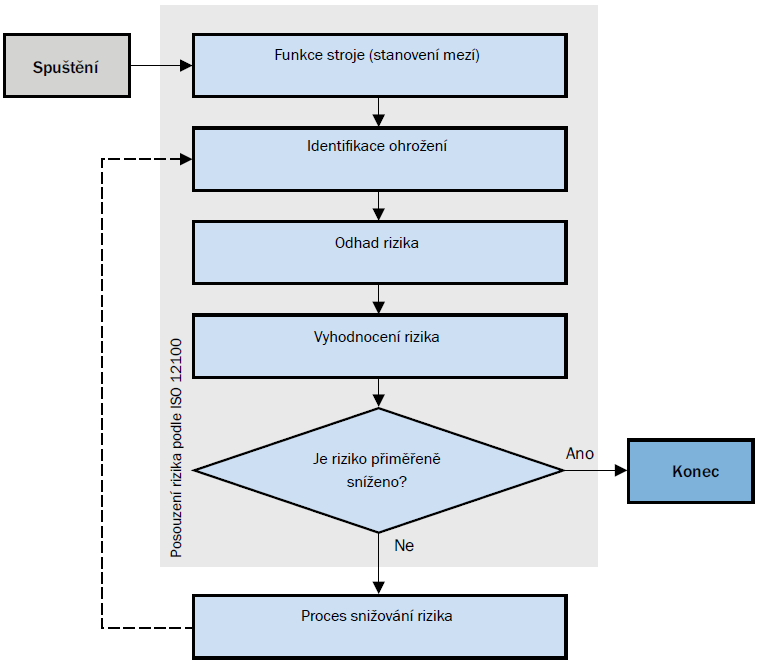 Spuštění
Funkce stroje (stanovení mezí)
Identifikace ohrožení
Odhad rizika
Vyhodnocení rizika
Posouzení rizika podle ISO 12100
Je riziko přiměřeně
sníženo?
Ano
Konec
Ne
Proces snižování rizika